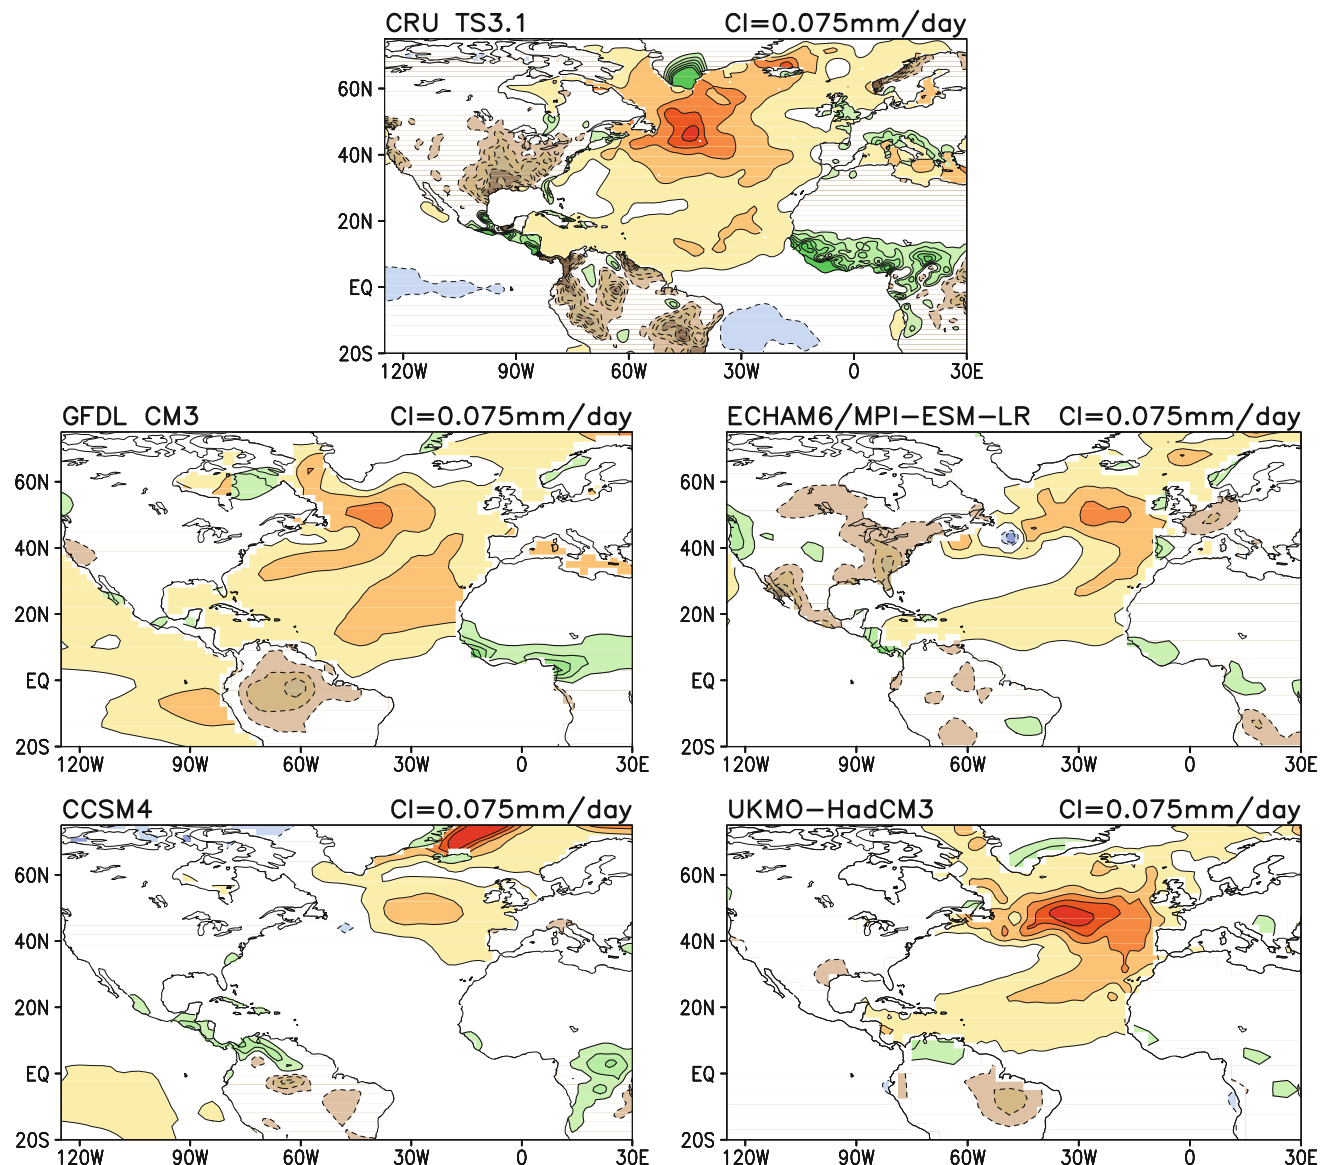 CRU TS3.1 CI=0.075mm/day
60N
40N
20N
EQ
20S
120W 90W 60W 30W 0 30E
GFDL CM3 CI=0.075mm/day
ECHAM6/MPI-ESM-LR CI=0.075mm/day
60N
40N
20N
EQ
20S
120W 90W 60W 30W 0 30E
60N
40N
20N
EQ
20S
120W 90W 60W 30W 0 30E
CCSM4 CI=0.075mm/day
UKMO-HadCM3 CI=0.075mm/day
60N
40N
20N
EQ
20S
120W 90W 60W 30W 0 30E
60N
40N
20N
EQ
20S
120W 90W 60W 30W 0 30E